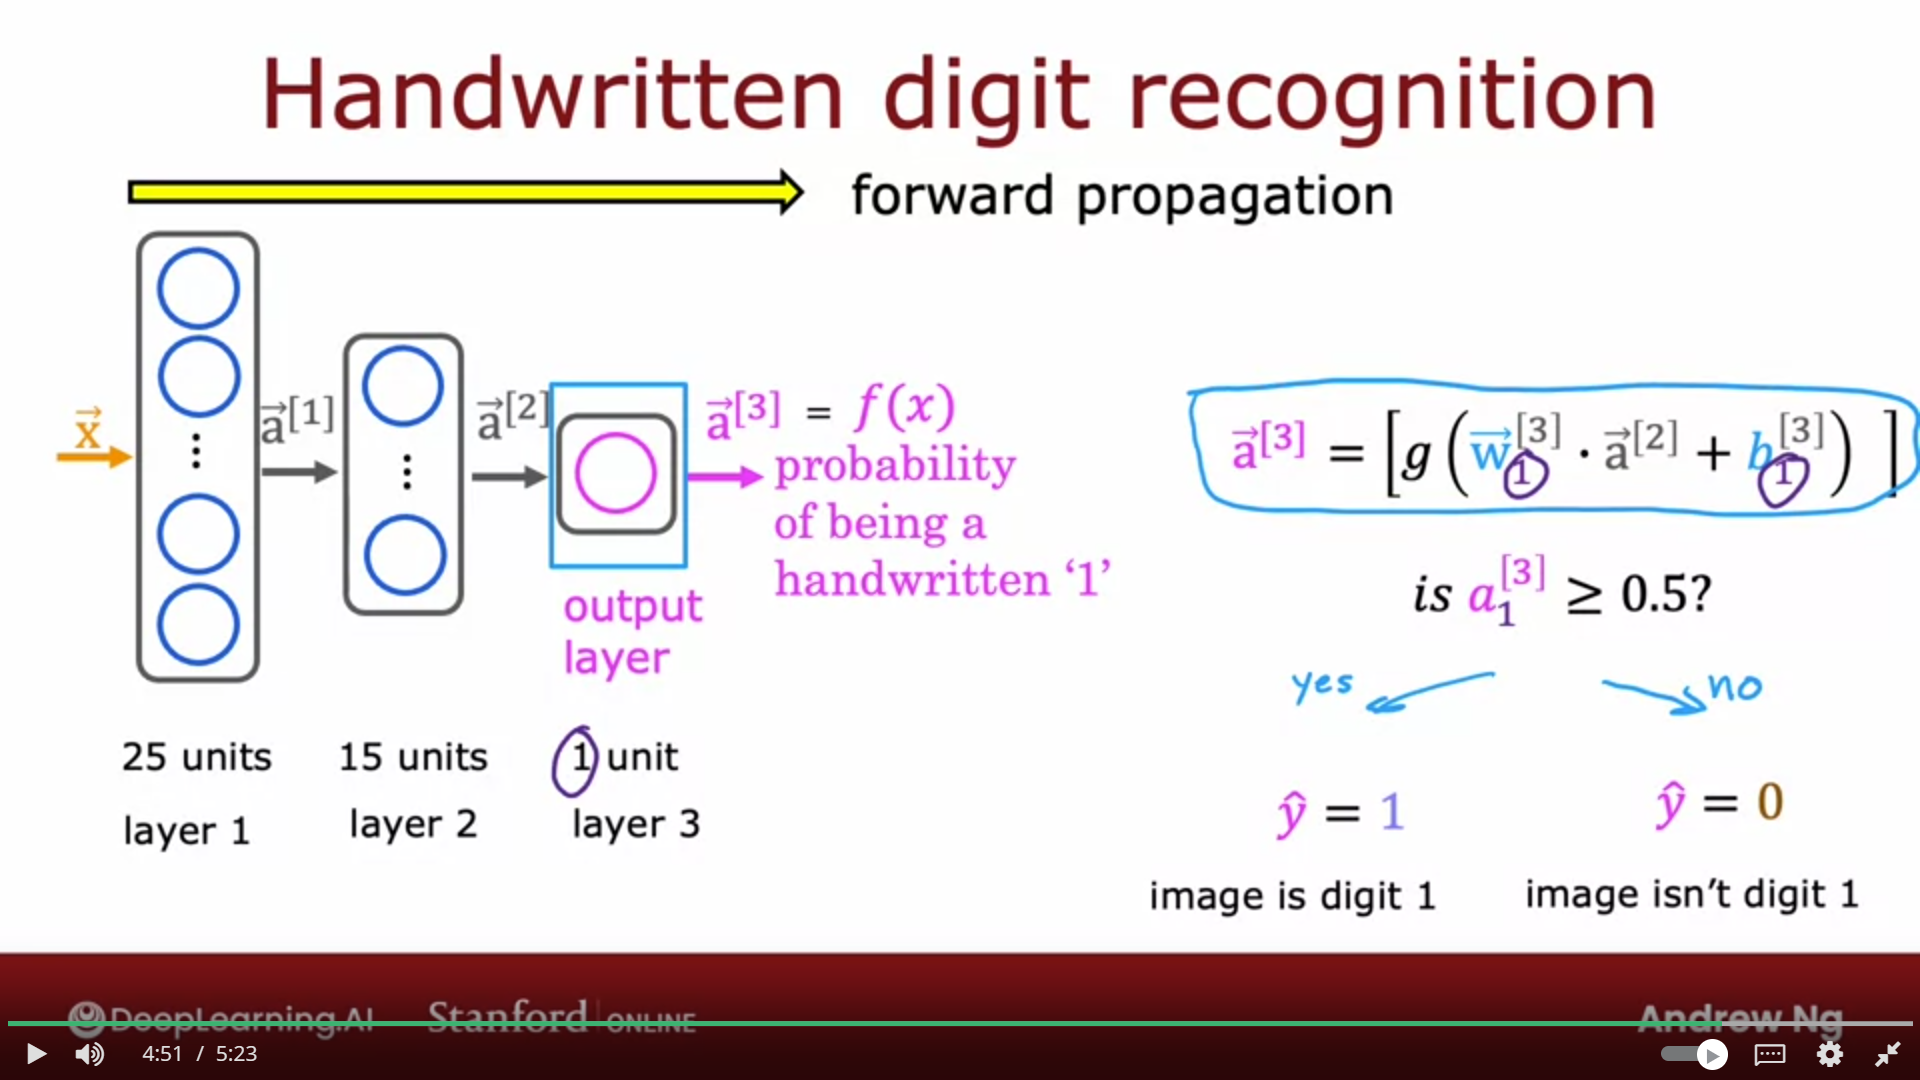 Handwritten digit recognition
forward propagation
x⃗
a⃗[1]
a⃗[2]
a⃗[3] = f(x)
probability
of being a
handwritten ‘1’
output
layer
25 units
15 units
1 unit
layer 1
layer 2
layer 3
a⃗[3] = [g(w⃗₁[3] · a⃗[2] + b₁[3])]
is a₁[3] ≥ 0.5?
yes
no
ŷ = 1
ŷ = 0
image is digit 1
image isn’t digit 1
DeepLearning.AI
Stanford | ONLINE
Andrew Ng
4:51 / 5:23